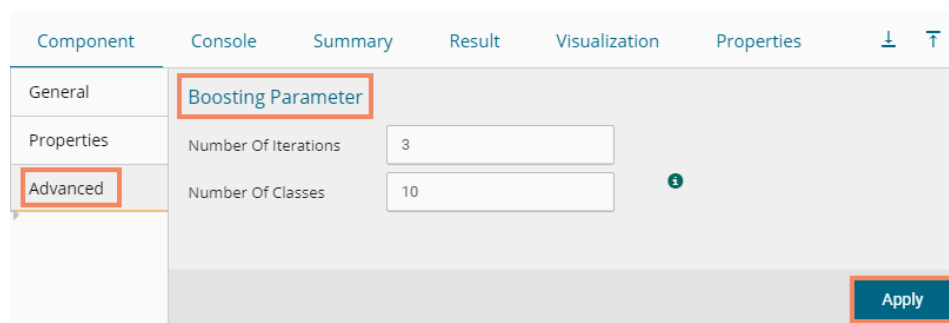 Component Console Summary Result Visualization Properties
General
Properties
Advanced
Boosting Parameter
Number Of Iterations 3
Number Of Classes 10
Apply